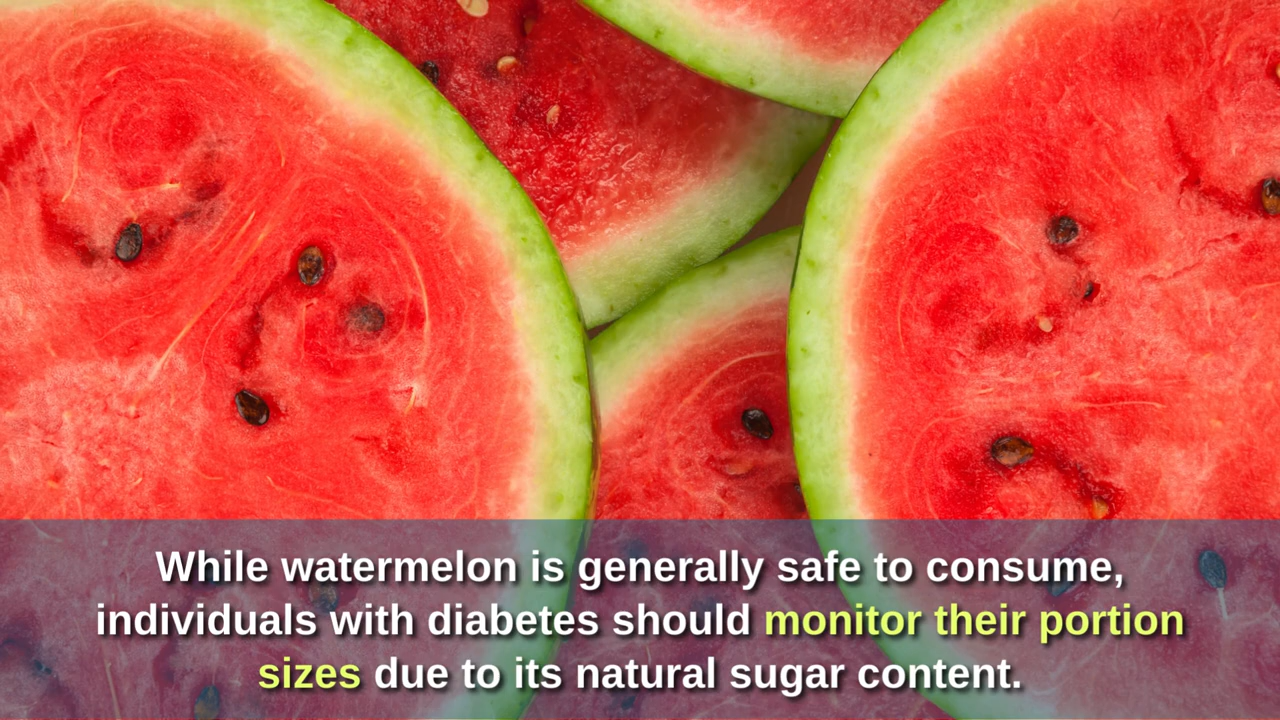 While watermelon is generally safe to consume,
individuals with diabetes should monitor their portion
sizes due to its natural sugar content.